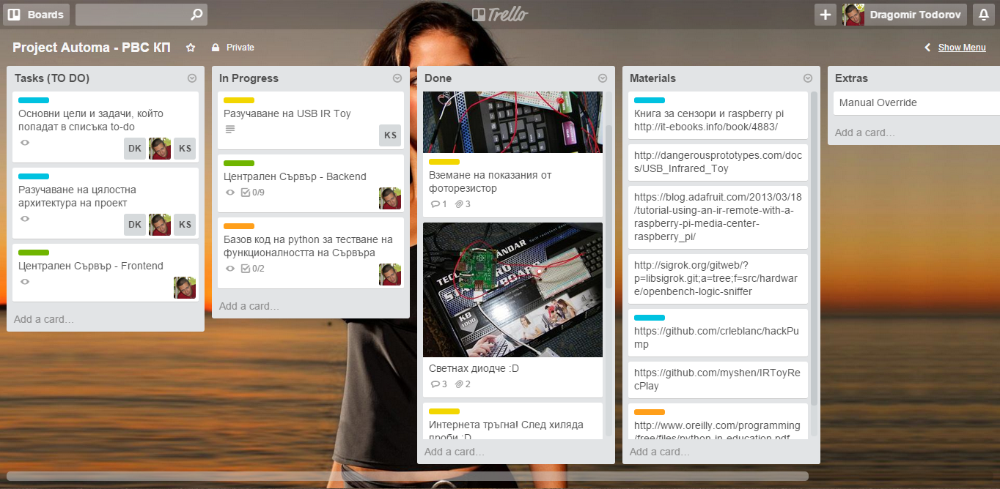 Boards
Trello
Dragomir Todorov
Project Automa - PBC КП
Private
Show Menu
Tasks (TO DO)
Основни цели и задачи, който
попадат в списъка to-do
DK
KS
Разучаване на цялостна
архитектура на проект
DK
KS
Централен Сървър - Frontend
Add a card…
In Progress
Разучаване на USB IR Toy
KS
Централен Сървър - Backend
0/9
Базов код на python за тестване на
функционалността на Сървъра
0/2
Add a card…
Done
Вземане на показания от
фоторезистор
1
3
KB
1000
Светнах диодче :D
3
2
Интернета тръгна! След хиляда
проби :D
Add a card…
Materials
Книга за сензори и raspberry pi
http://it-ebooks.info/book/4883/
http://dangerousprototypes.com/doc
s/USB_Infrared_Toy
https://blog.adafruit.com/2013/03/18
/tutorial-using-an-ir-remote-with-a-
raspberry-pi-media-center-
raspberry_pi/
http://sigrok.org/gitweb/?
p=libsigrok.git;a=tree;f=src/hardwar
e/openbench-logic-sniffer
https://github.com/crleblanc/hackPu
mp
https://github.com/myshen/IRToyRe
cPlay
http://www.oreilly.com/programming
/free/files/python-in-education.pdf
Add a card…
Extras
Manual Override
Add a card…